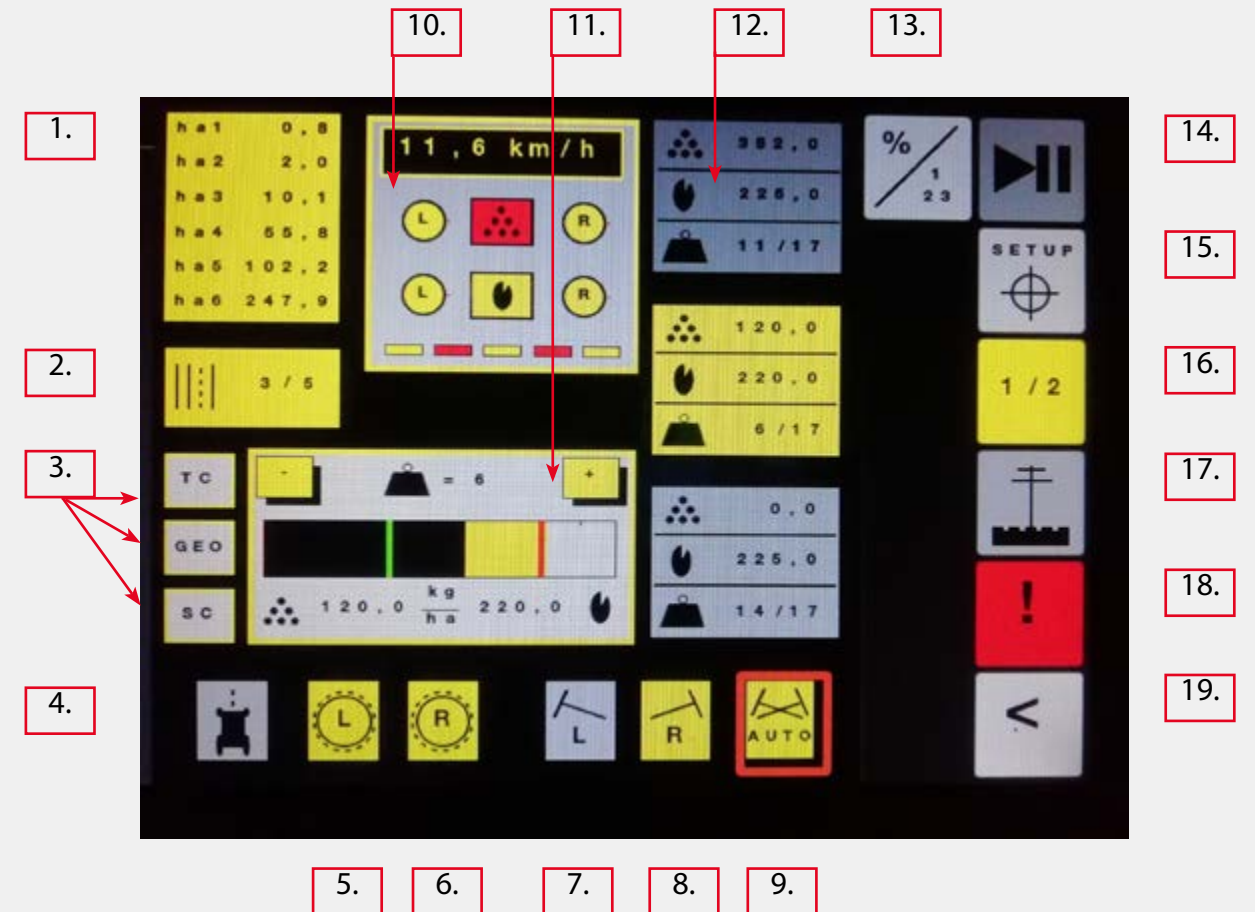 10. 11. 12. 13.
1.
ha1 0,8
ha2 2,0
ha3 10,1
ha4 55,8
ha5 102,2
ha6 247,9
11,6 km/h
L R
L R
382,0
225,0
11/17
%
1
23
14.
SETUP
15.
2.
3 / 5
120,0
220,0
6/17
1 / 2
16.
3.
TC
GEO
SC
- = 6 +
120,0 kg
ha 220,0
0,0
225,0
14/17
17.
!
18.
4.
L
R
L
R
AUTO
<
19.
5. 6. 7. 8. 9.